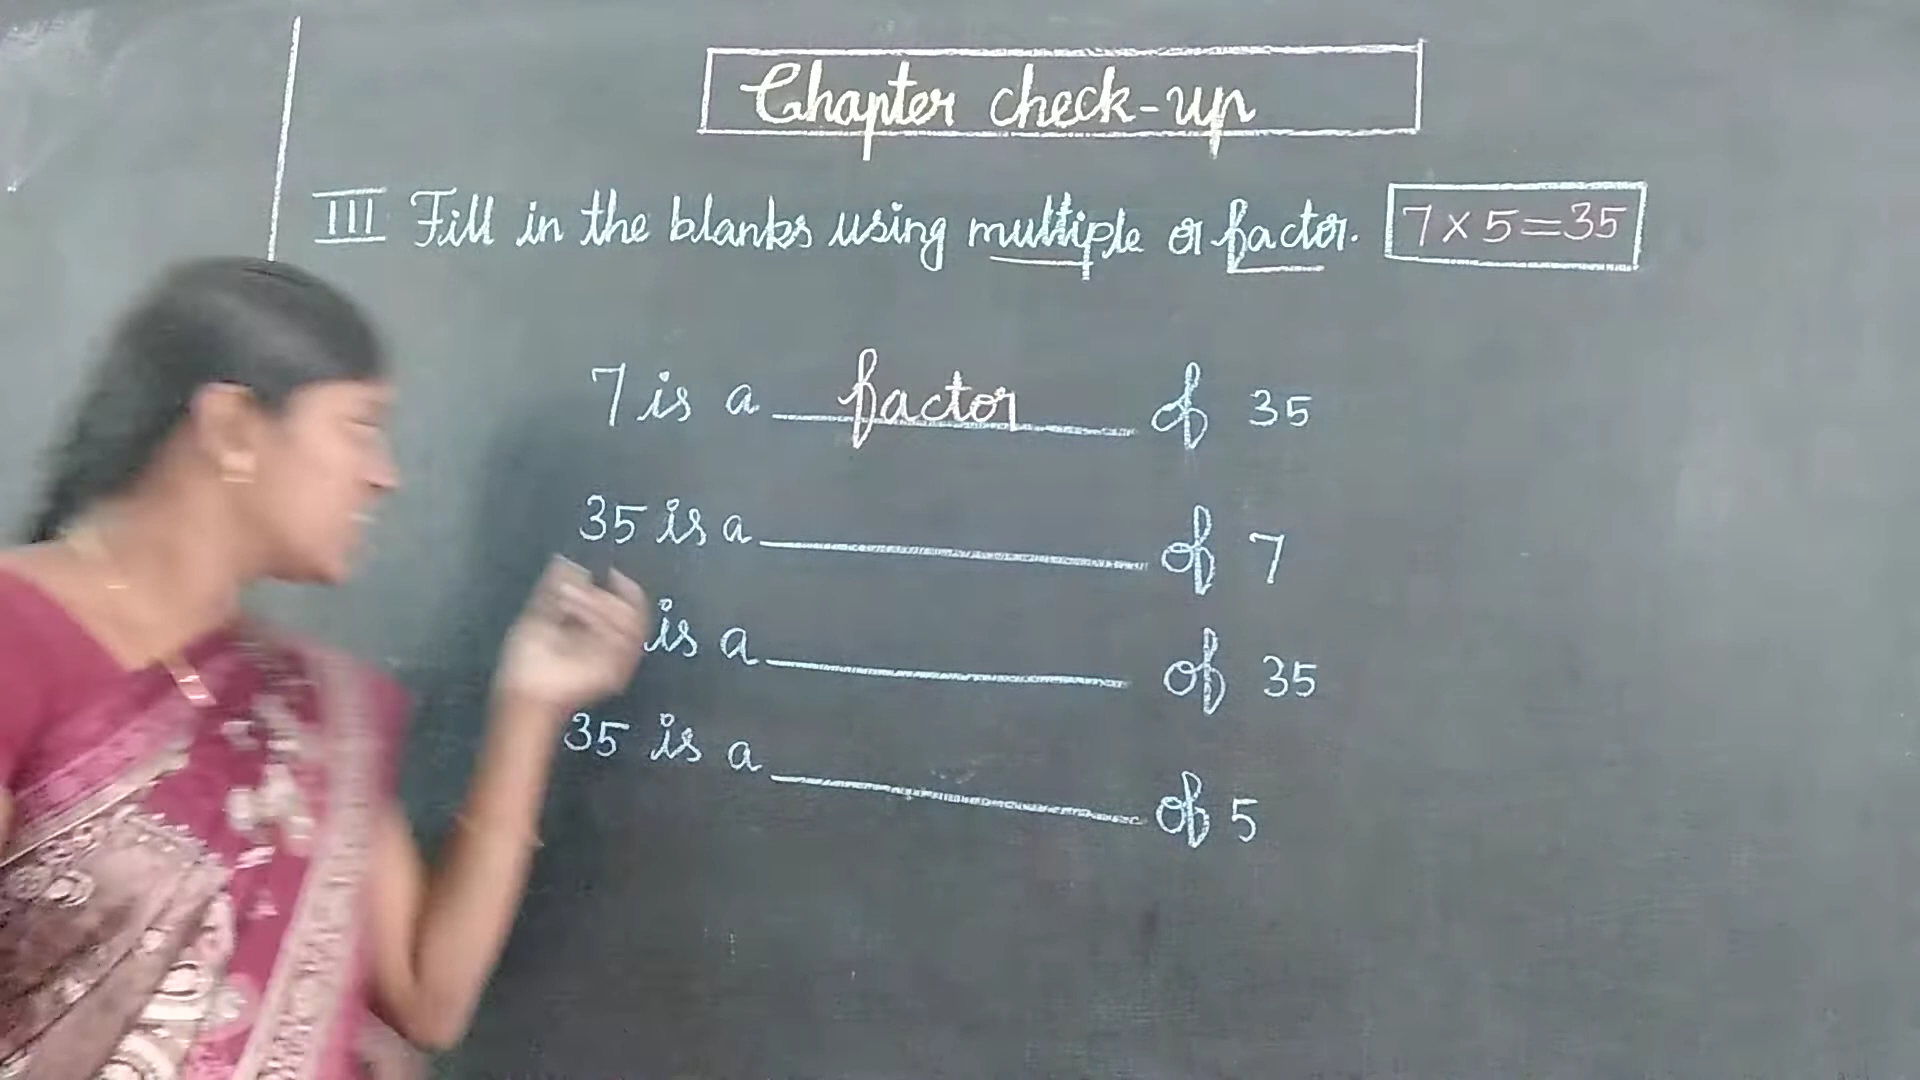 Chapter check-up
III Fill in the blanks using multiple or factor. 7 x 5 = 35
7 is a factor of 35
35 is a of 7
is a of 35
35 is a of 5